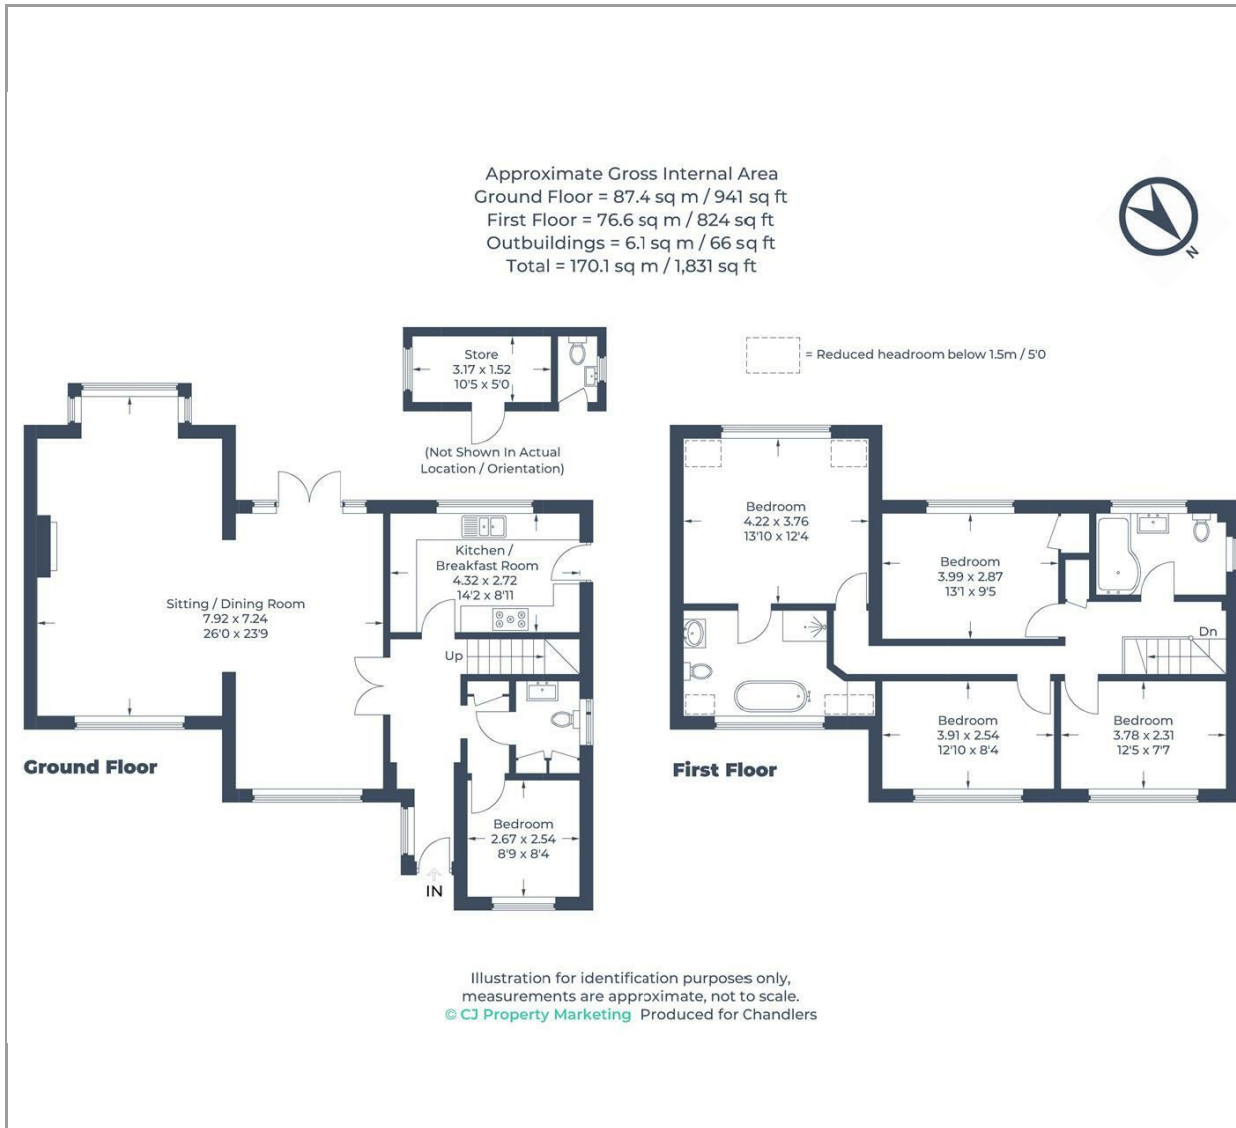 Approximate Gross Internal Area
Ground Floor = 87.4 sq m / 941 sq ft
First Floor = 76.6 sq m / 824 sq ft
Outbuildings = 6.1 sq m / 66 sq ft
Total = 170.1 sq m / 1,831 sq ft
N
Store
3.17 x 1.52
10'5 x 5'0
(Not Shown In Actual
Location / Orientation)
= Reduced headroom below 1.5m / 5'0
Sitting / Dining Room
7.92 x 7.24
26'0 x 23'9
Kitchen /
Breakfast Room
4.32 x 2.72
14'2 x 8'11
Up
Bedroom
2.67 x 2.54
8'9 x 8'4
IN
Ground Floor
Bedroom
4.22 x 3.76
13'10 x 12'4
Bedroom
3.99 x 2.87
13'1 x 9'5
Dn
Bedroom
3.91 x 2.54
12'10 x 8'4
Bedroom
3.78 x 2.31
12'5 x 7'7
First Floor
Illustration for identification purposes only,
measurements are approximate, not to scale.
© CJ Property Marketing Produced for Chandlers